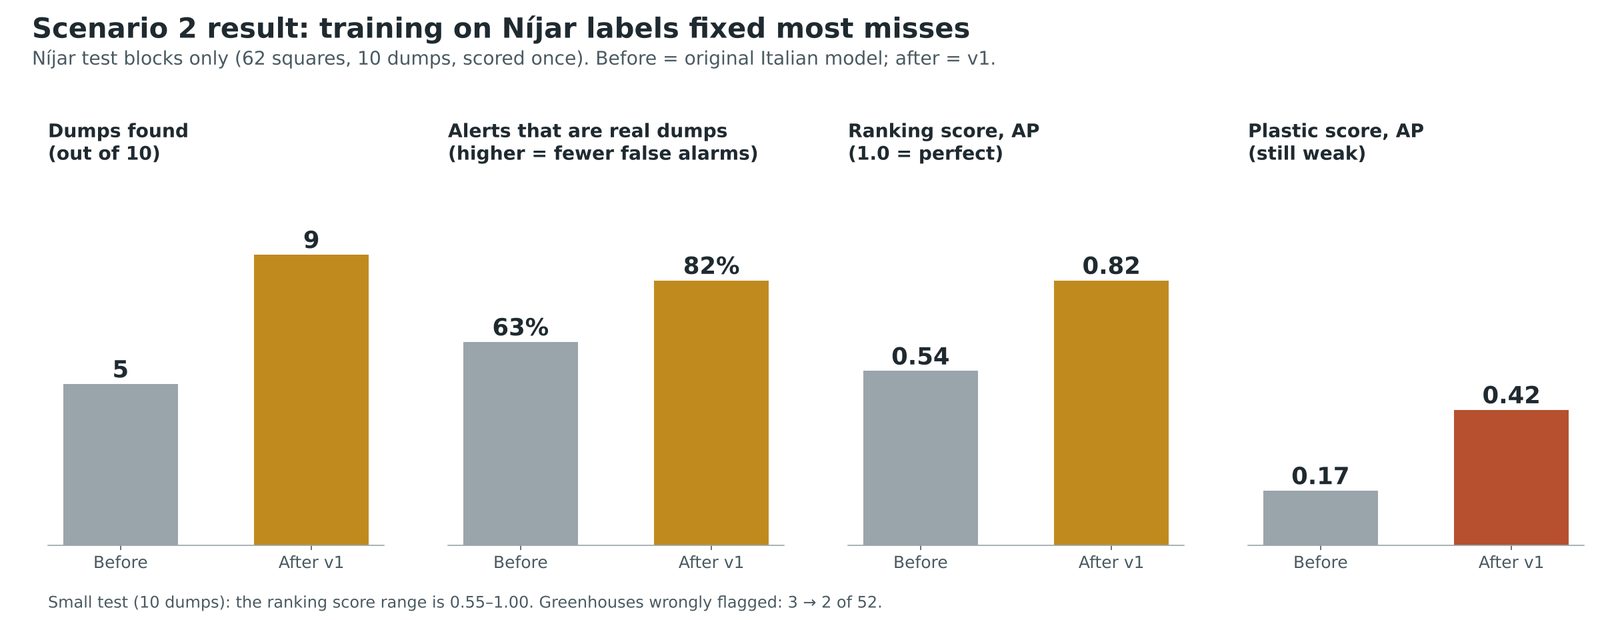 Scenario 2 result: training on Níjar labels fixed most misses
Níjar test blocks only (62 squares, 10 dumps, scored once). Before = original Italian model; after = v1.
Dumps found
(out of 10)
5
9
Before
After v1
Alerts that are real dumps
(higher = fewer false alarms)
63%
82%
Before
After v1
Ranking score, AP
(1.0 = perfect)
0.54
0.82
Before
After v1
Plastic score, AP
(still weak)
0.17
0.42
Before
After v1
Small test (10 dumps): the ranking score range is 0.55–1.00. Greenhouses wrongly flagged: 3 → 2 of 52.